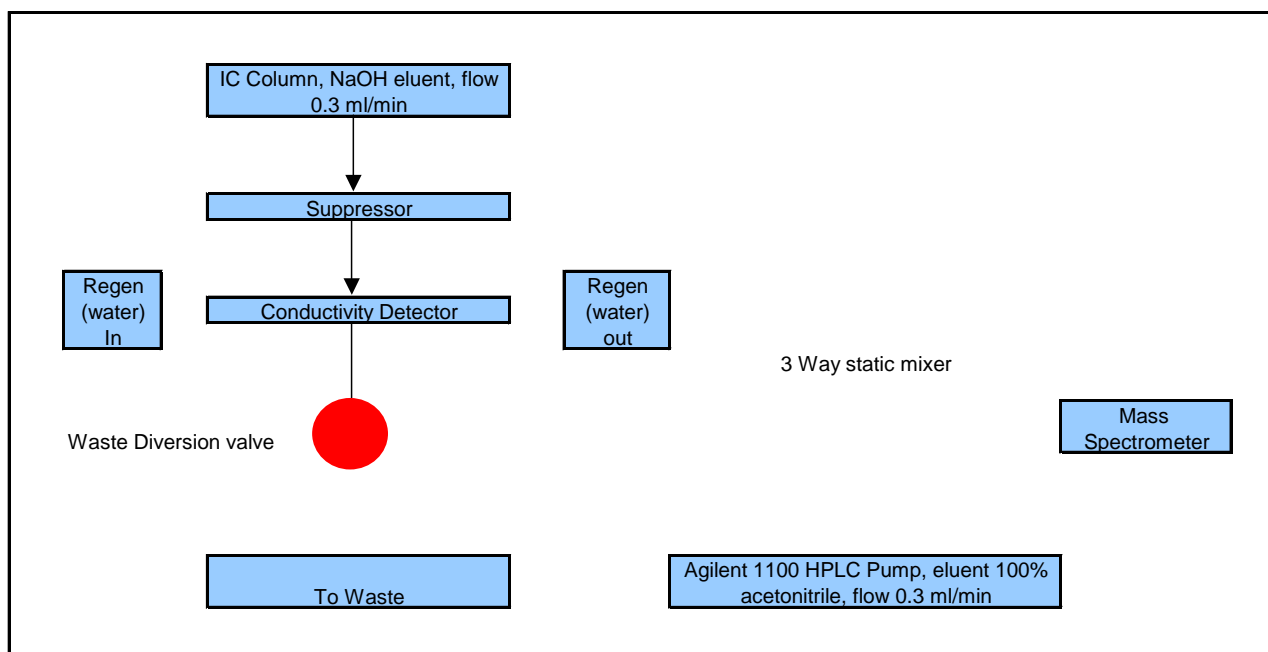 IC Column, NaOH eluent, flow
0.3 ml/min
Suppressor
Regen
(water)
In
Conductivity Detector
Regen
(water)
out
3 Way static mixer
Waste Diversion valve
Mass
Spectrometer
To Waste
Agilent 1100 HPLC Pump, eluent 100%
acetonitrile, flow 0.3 ml/min